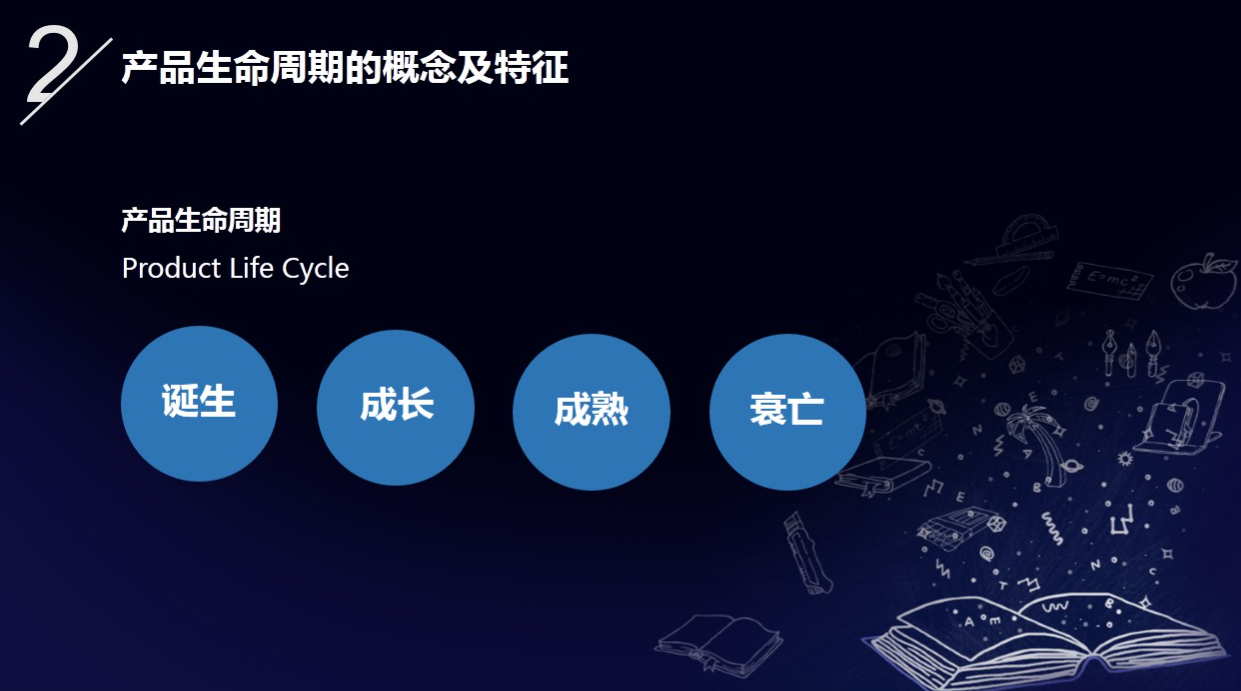 2
产品生命周期的概念及特征
产品生命周期
Product Life Cycle
诞生
成长
成熟
衰亡
E=mc²